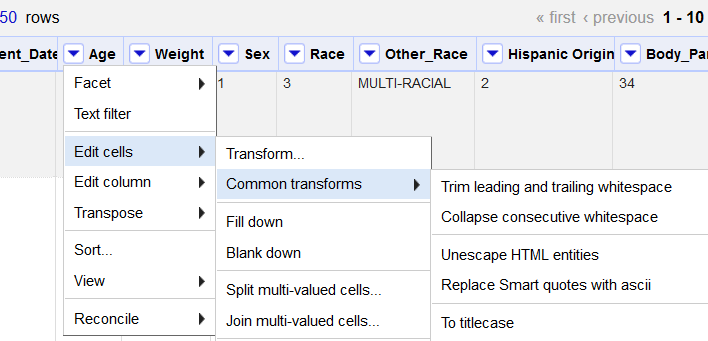 50 rows
« first ‹ previous 1 - 10
ent_Date Age Weight Sex Race Other_Race Hispanic Origin Body_Pa
1 3 MULTI-RACIAL 2 34
Facet
Text filter
Edit cells
Edit column
Transpose
Sort...
View
Reconcile
Transform...
Common transforms
Fill down
Blank down
Split multi-valued cells...
Join multi-valued cells...
Trim leading and trailing whitespace
Collapse consecutive whitespace
Unescape HTML entities
Replace Smart quotes with ascii
To titlecase